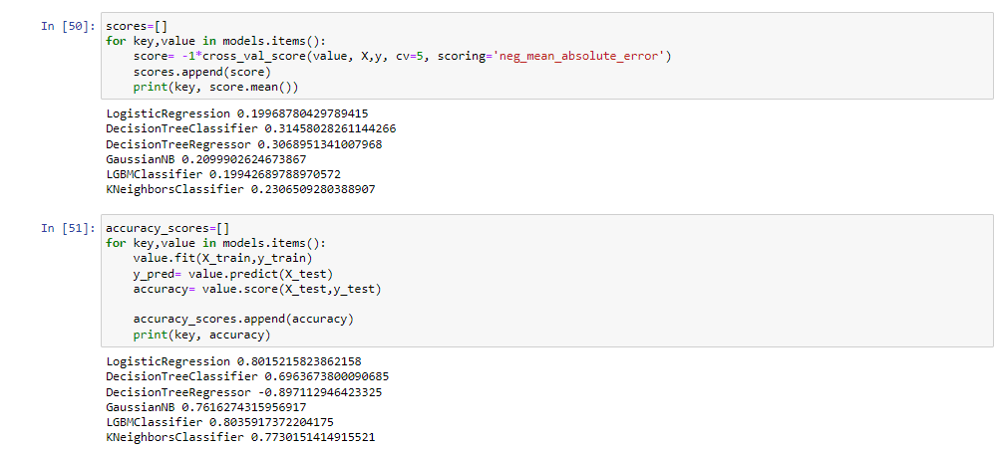 In [50]: scores=[]
for key,value in models.items():
    score= -1*cross_val_score(value, X,y, cv=5, scoring='neg_mean_absolute_error')
    scores.append(score)
    print(key, score.mean())
LogisticRegression 0.19968780429789415
DecisionTreeClassifier 0.31458028261144266
DecisionTreeRegressor 0.3068951341007968
GaussianNB 0.2099902624673867
LGBMClassifier 0.19942689788970572
KNeighborsClassifier 0.2306509280388907
In [51]: accuracy_scores=[]
for key,value in models.items():
    value.fit(X_train,y_train)
    y_pred= value.predict(X_test)
    accuracy= value.score(X_test,y_test)
    accuracy_scores.append(accuracy)
    print(key, accuracy)
LogisticRegression 0.8015215823862158
DecisionTreeClassifier 0.6963673800090685
DecisionTreeRegressor -0.897112946423325
GaussianNB 0.7616274315956917
LGBMClassifier 0.8035917372204175
KNeighborsClassifier 0.7730151414915521